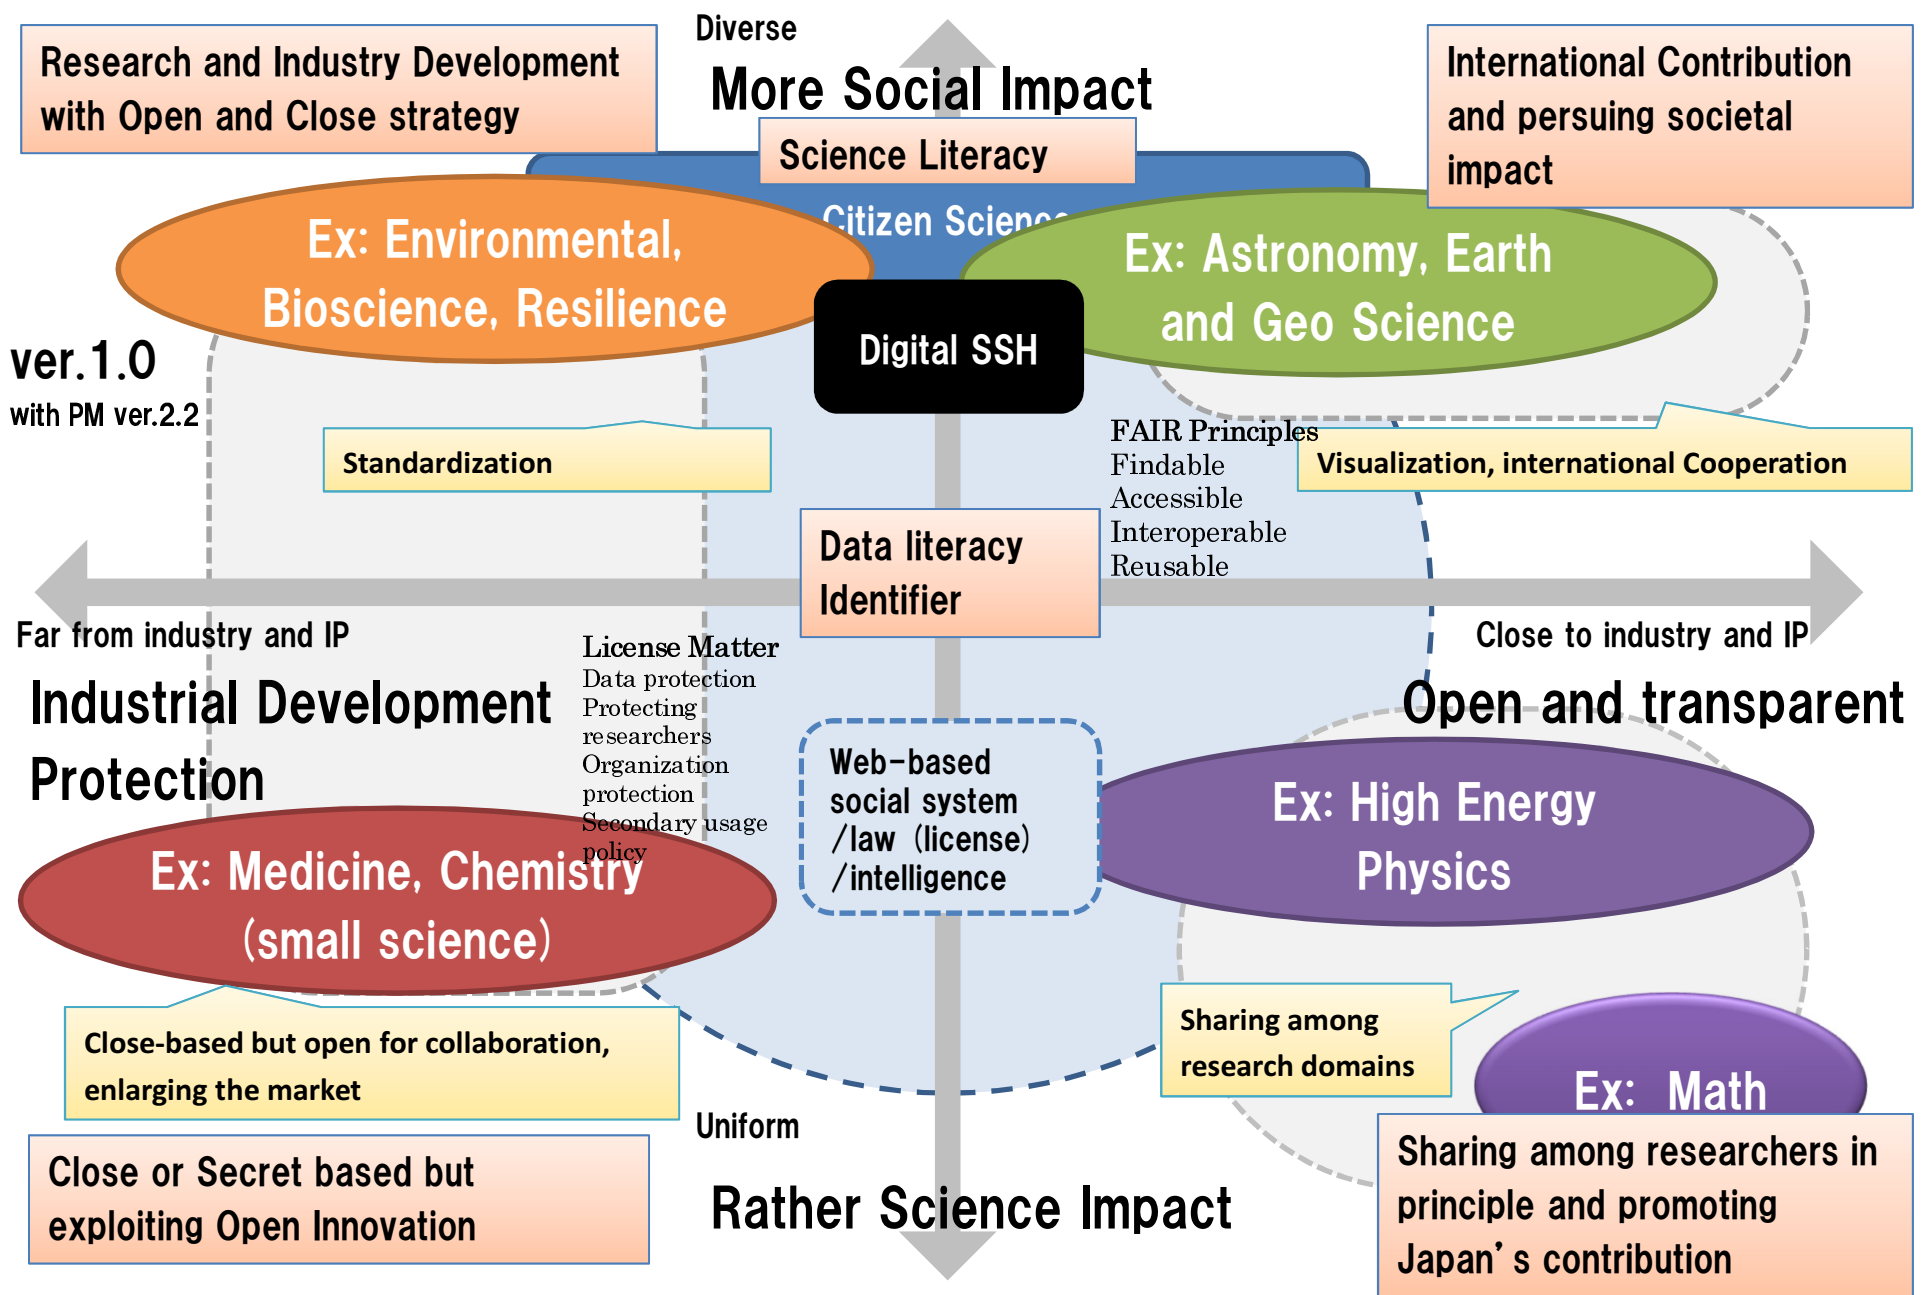 Diverse
More Social Impact
Research and Industry Development
with Open and Close strategy
International Contribution
and persuing societal
impact
Science Literacy
Citizen Science
Ex: Environmental,
Bioscience, Resilience
Ex: Astronomy, Earth
and Geo Science
Digital SSH
ver.1.0
with PM ver.2.2
Standardization
FAIR Principles
Findable
Accessible
Interoperable
Reusable
Visualization, international Cooperation
Data literacy
Identifier
Far from industry and IP
Industrial Development
Protection
Close to industry and IP
Open and transparent
License Matter
Data protection
Protecting
researchers
Organization
protection
Secondary usage
policy
Web-based
social system
/law (license)
/intelligence
Ex: High Energy
Physics
Ex: Medicine, Chemistry
(small science)
Close-based but open for collaboration,
enlarging the market
Sharing among
research domains
Ex: Math
Uniform
Rather Science Impact
Close or Secret based but
exploiting Open Innovation
Sharing among researchers in
principle and promoting
Japan’s contribution